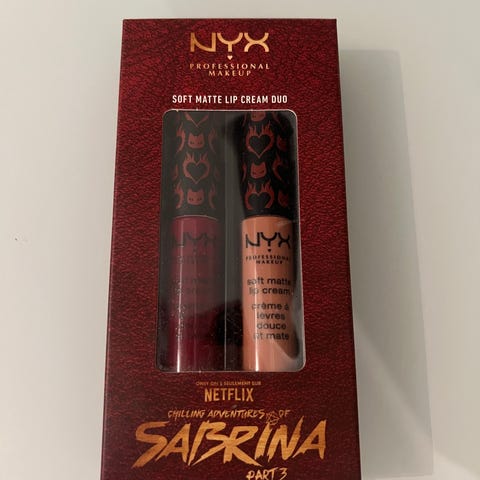 NYX
PROFESSIONAL
MAKEUP
SOFT MATTE LIP CREAM DUO
NYX
NYX
PROFESSIONAL
MAKEUP
soft matte
lip cream
crème à
lèvres
douce
et mate
ONLY ON | SEULEMENT SUR
NETFLIX
CHILLING ADVENTURES OF
SABRINA
PART 3